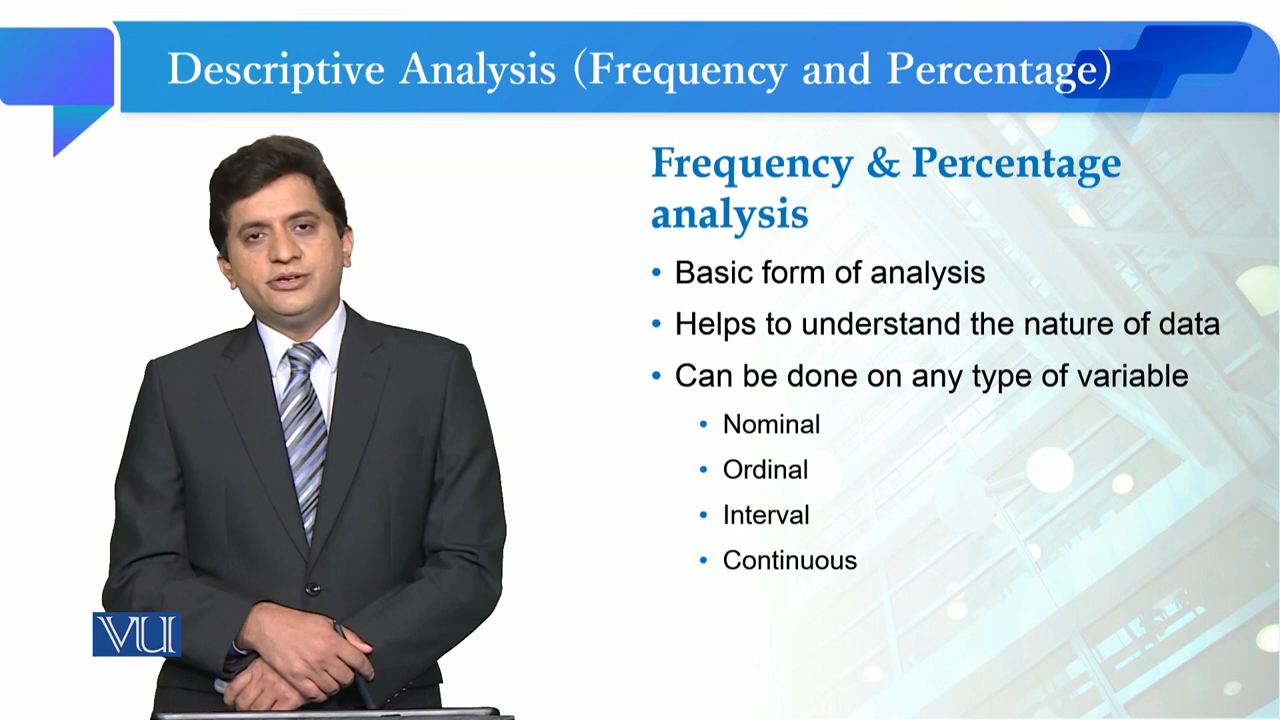 Descriptive Analysis (Frequency and Percentage)
Frequency & Percentage
analysis
• Basic form of analysis
• Helps to understand the nature of data
• Can be done on any type of variable
• Nominal
• Ordinal
• Interval
• Continuous
VU